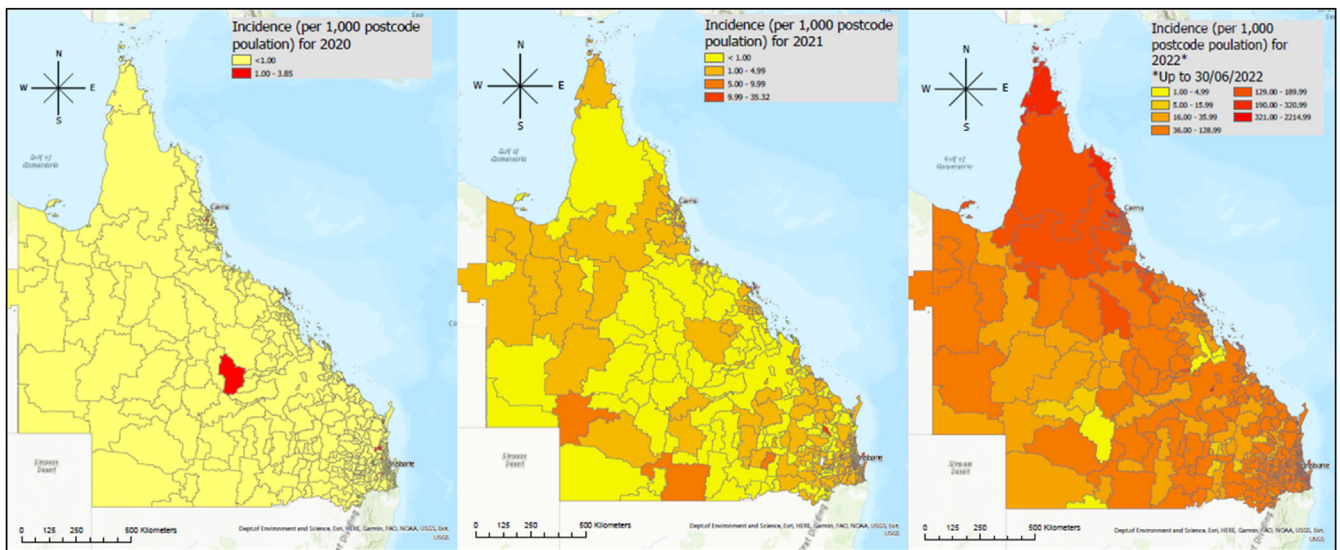 Incidence (per 1,000 postcode
poulation) for 2020
<1.00
1.00 - 3.85
N
W
E
S
Gulf of
Carpentaria
Cairns
Simpson
Desert
Brisbane
0 125 250 500 Kilometers
Dept.of Environment and Science, Esri, HERE, Garmin, FAO, NOAA, USGS, Esri,
USGS
Incidence (per 1,000 postcode
poulation) for 2021
< 1.00
1.00 - 4.99
5.00 - 9.99
9.99 - 35.32
N
W
E
S
Gulf of
Carpentaria
Cairns
Simpson
Desert
Brisbane
0 125 250 500 Kilometers
Dept.of Environment and Science, Esri, HERE, Garmin, FAO, NOAA, USGS, Esri,
USGS
Incidence (per 1,000
postcode poulation) for
2022*
*Up to 30/06/2022
1.00 - 4.99
5.00 - 15.99
16.00 - 35.99
36.00 - 128.99
129.00 - 189.99
190.00 - 320.99
321.00 - 2214.99
N
W
E
S
Gulf of
Cairns
Simpson
Desert
Brisbane
0 125 250 500 Kilometers
Dept.of Environment and Science, Esri, HERE, Garmin, FAO, NOAA, USGS, Esri,
USGS